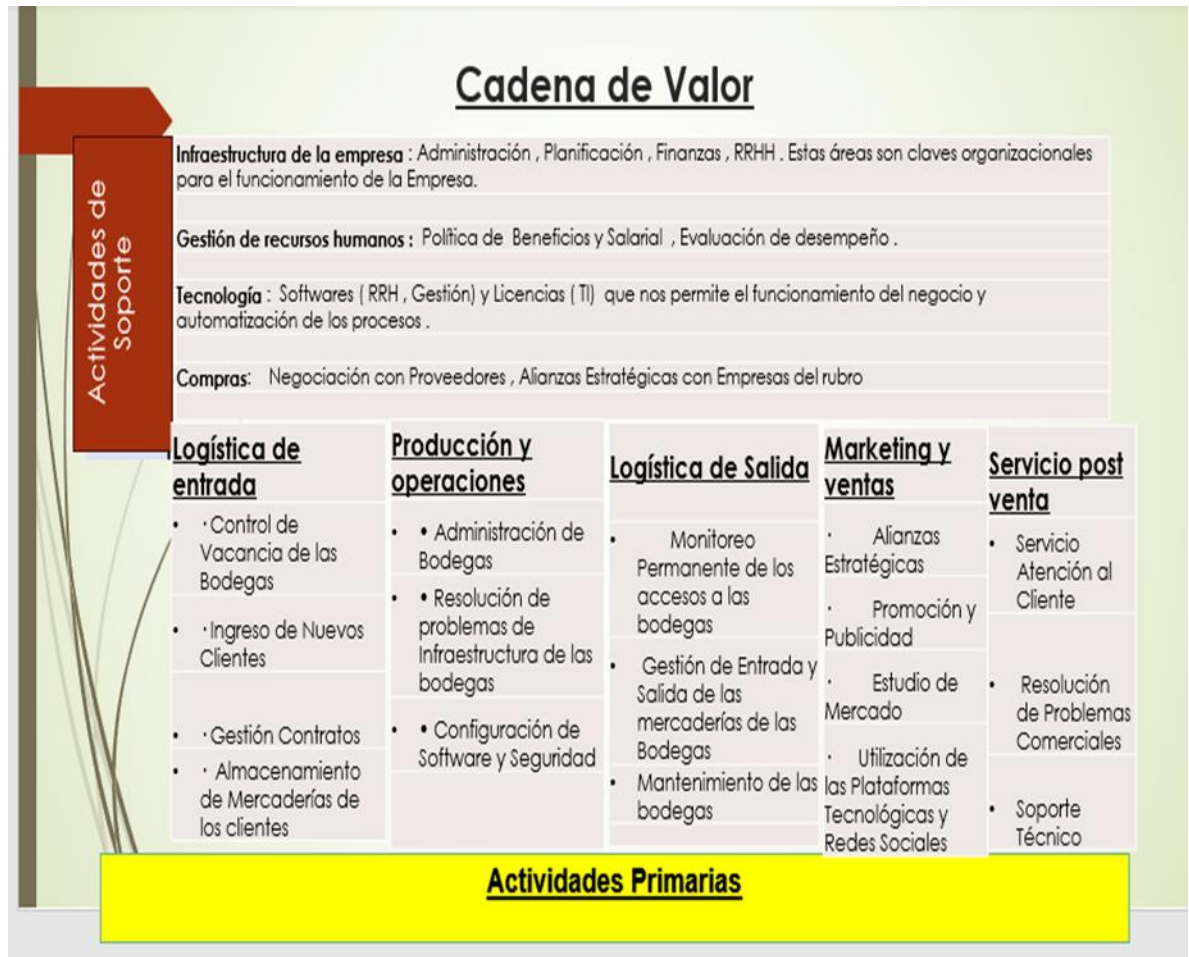 Cadena de Valor
Actividades de
Soporte
Infraestructura de la empresa : Administración , Planificación , Finanzas , RRHH . Estas áreas son claves organizacionales
para el funcionamiento de la Empresa.
Gestión de recursos humanos : Política de Beneficios y Salarial , Evaluación de desempeño .
Tecnología : Softwares ( RRH , Gestión) y Licencias ( TI) que nos permite el funcionamiento del negocio y
automatización de los procesos .
Compras: Negociación con Proveedores , Alianzas Estratégicas con Empresas del rubro
Logística de
entrada
• · Control de
Vacancia de las
Bodegas
• · Ingreso de Nuevos
Clientes
• · Gestión Contratos
• · Almacenamiento
de Mercaderías de
los clientes
Producción y
operaciones
• • Administración de
Bodegas
• • Resolución de
problemas de
Infraestructura de las
bodegas
• • Configuración de
Software y Seguridad
Logística de Salida
• Monitoreo
Permanente de los
accesos a las
bodegas
• Gestión de Entrada y
Salida de las
mercaderías de las
Bodegas
• Mantenimiento de las
bodegas
Marketing y
ventas
· Alianzas
Estratégicas
· Promoción y
Publicidad
· Estudio de
Mercado
· Utilización de
las Plataformas
Tecnológicas y
Redes Sociales
Servicio post
venta
• Servicio
Atención al
Cliente
• Resolución
de Problemas
Comerciales
• Soporte
Técnico
Actividades Primarias